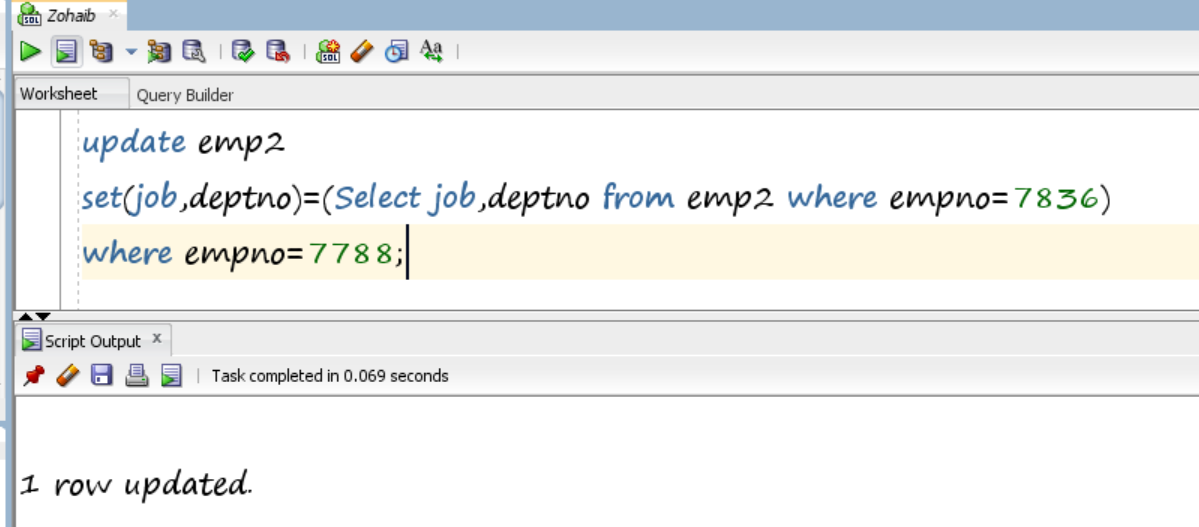 Zohaib
Worksheet Query Builder
update emp2
set(job,deptno)=(Select job,deptno from emp2 where empno=7836)
where empno=7788;
Script Output
Task completed in 0.069 seconds
1 row updated.